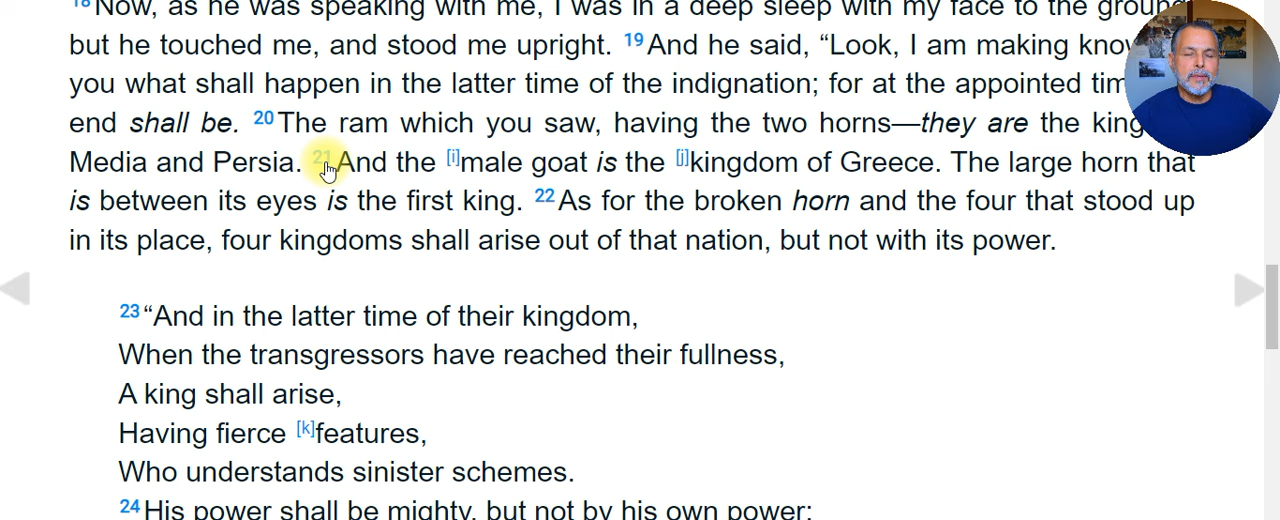 18 Now, as he was speaking with me, I was in a deep sleep with my face to the ground;
but he touched me, and stood me upright. 19 And he said, “Look, I am making
you what shall happen in the latter time of the indignation; for at the appointed
end shall be. 20 The ram which you saw, having the two horns—they are the
Media and Persia. 21 And the [i]male goat is the [j]kingdom of Greece. The large horn that
is between its eyes is the first king. 22 As for the broken horn and the four that stood up
in its place, four kingdoms shall arise out of that nation, but not with its power.
23 “And in the latter time of their kingdom,
When the transgressors have reached their fullness,
A king shall arise,
Having fierce [k]features,
Who understands sinister schemes.
24 His power shall be mighty, but not by his own power;